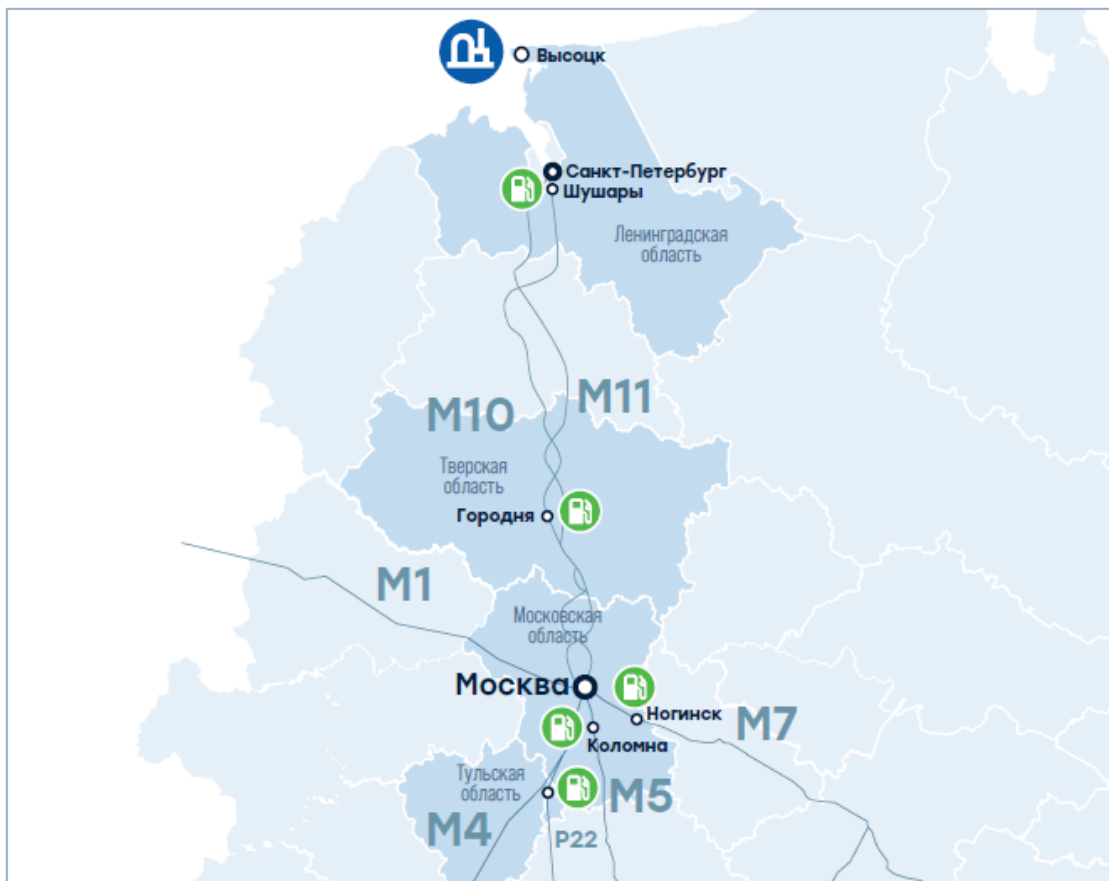 Высоцк
Санкт-Петербург
Шушары
Ленинградская
область
М11
М10
Тверская
область
Городня
М1
Московская
область
Москва
Ногинск
М7
Коломна
Тульская
область
М5
М4
Р22